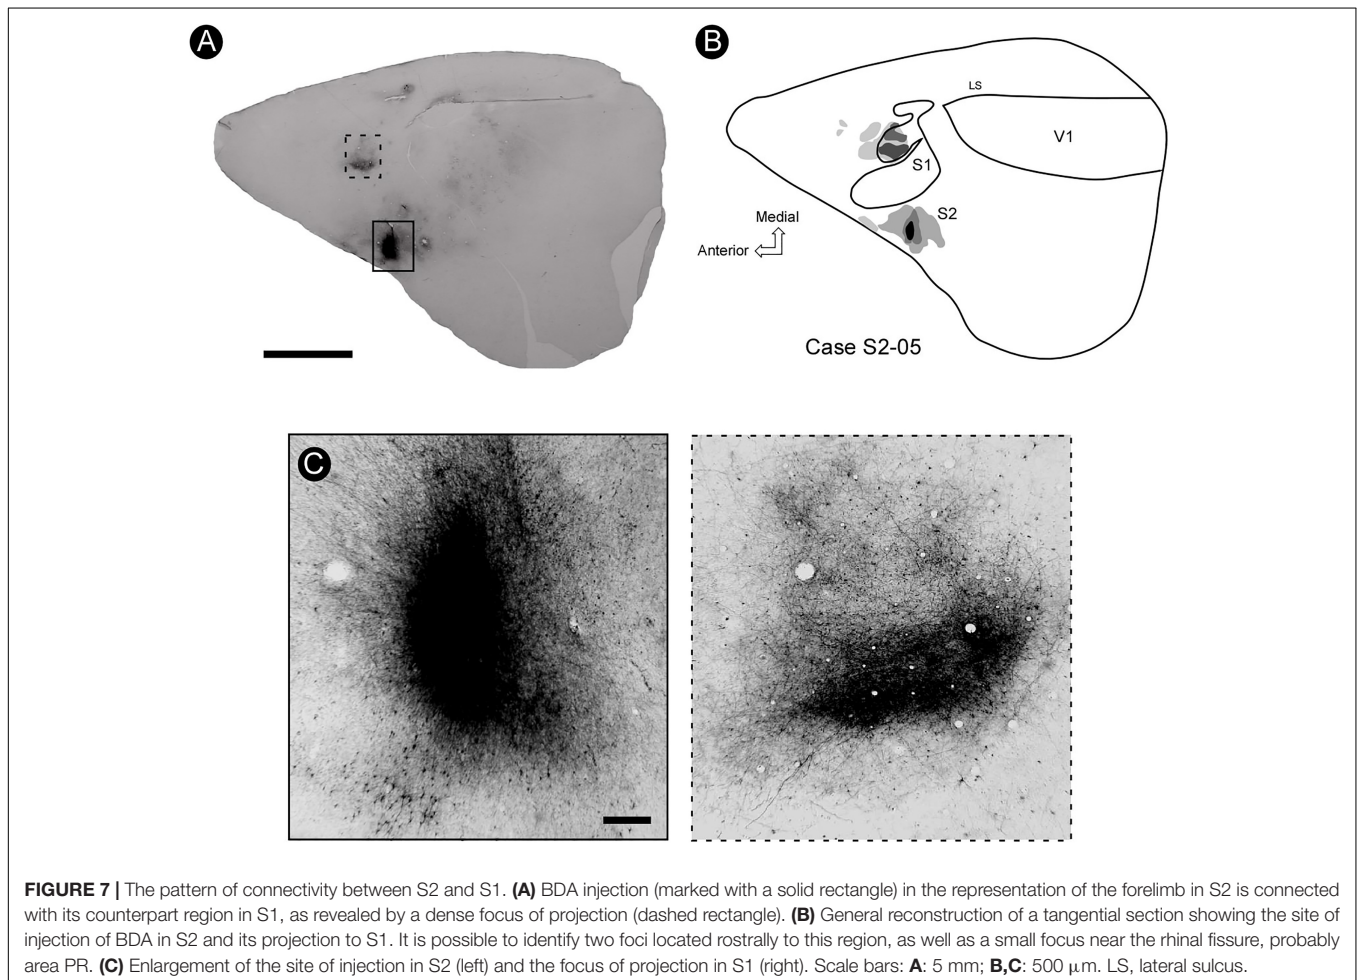 A
B
LS
V1
S1
S2
Medial
Anterior
Case S2-05
C
FIGURE 7 | The pattern of connectivity between S2 and S1. (A) BDA injection (marked with a solid rectangle) in the representation of the forelimb in S2 is connected
with its counterpart region in S1, as revealed by a dense focus of projection (dashed rectangle). (B) General reconstruction of a tangential section showing the site of
injection of BDA in S2 and its projection to S1. It is possible to identify two foci located rostrally to this region, as well as a small focus near the rhinal fissure, probably
area PR. (C) Enlargement of the site of injection in S2 (left) and the focus of projection in S1 (right). Scale bars: A: 5 mm; B,C: 500 μm. LS, lateral sulcus.